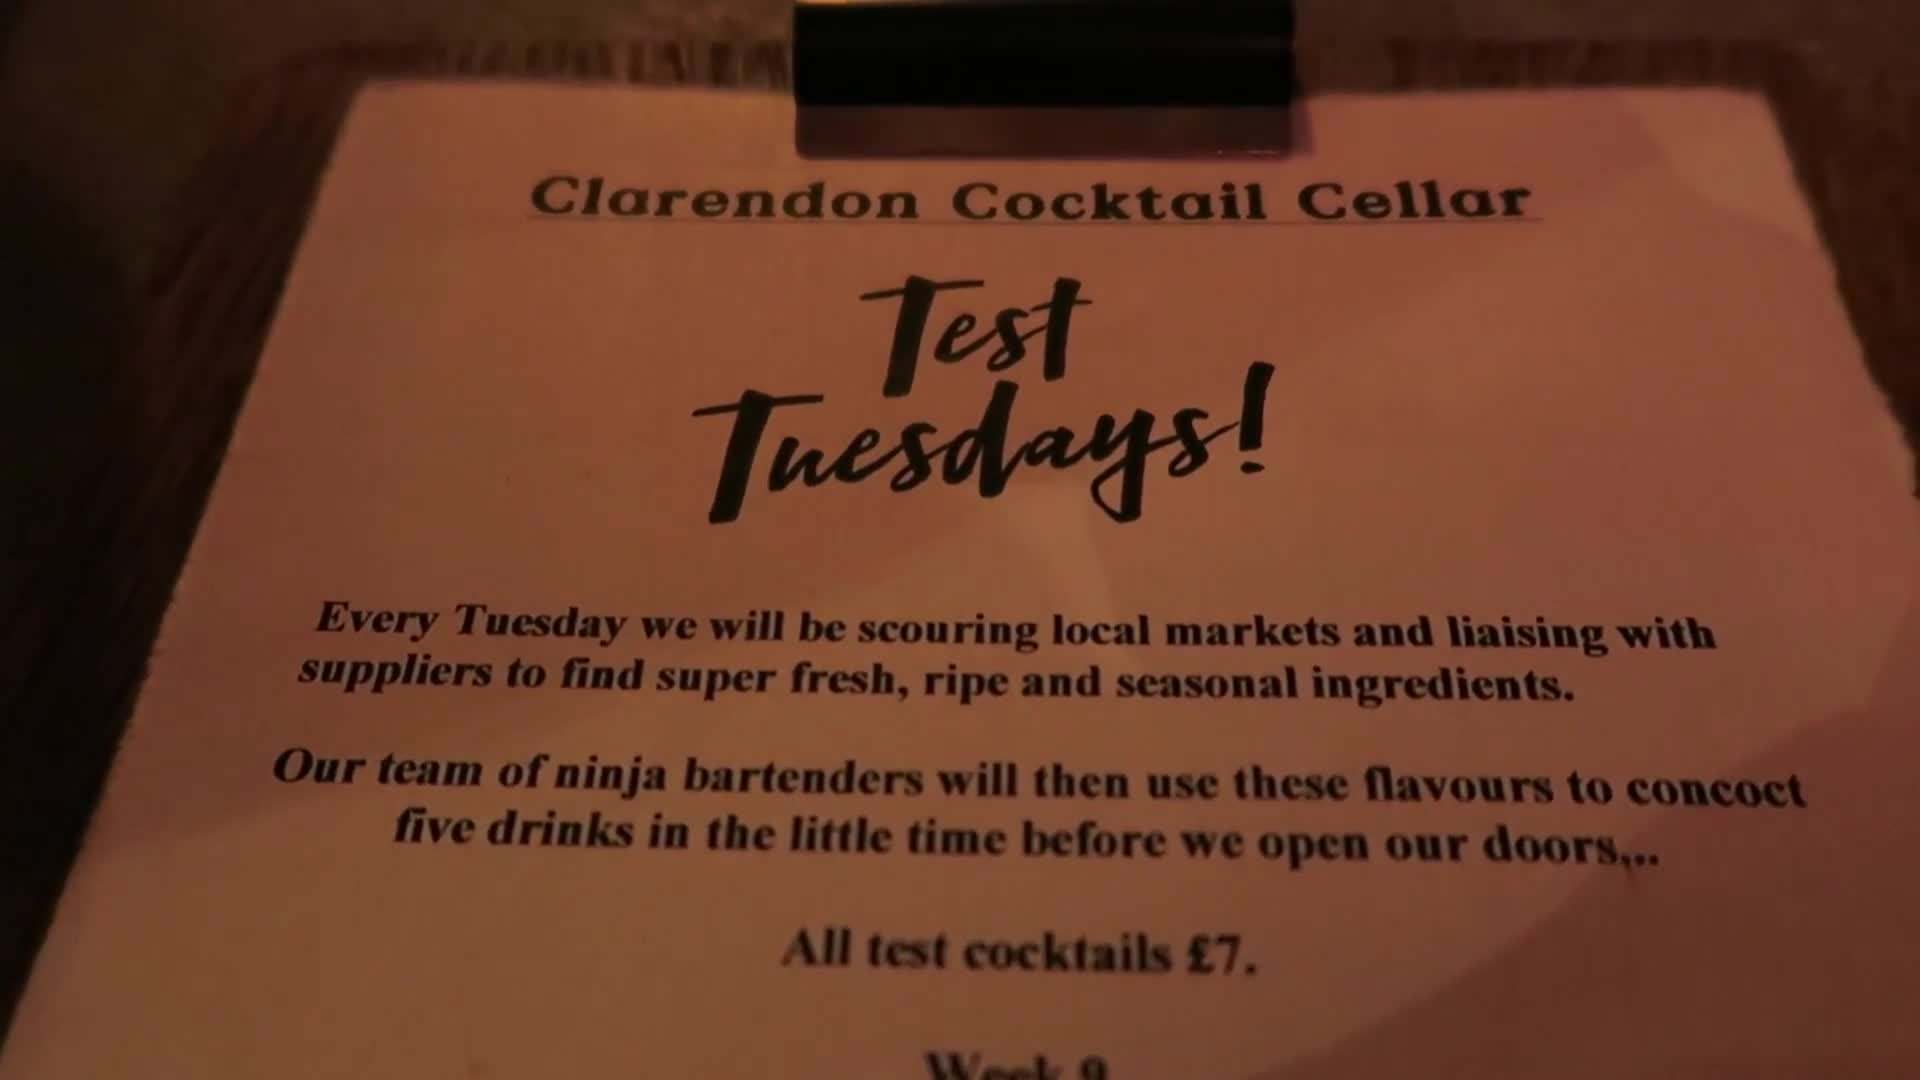 Clarendon Cocktail Cellar
Test
Tuesdays!
Every Tuesday we will be scouring local markets and liaising with
suppliers to find super fresh, ripe and seasonal ingredients.
Our team of ninja bartenders will then use these flavours to concoct
five drinks in the little time before we open our doors,..
All test cocktails £7.
Week 9